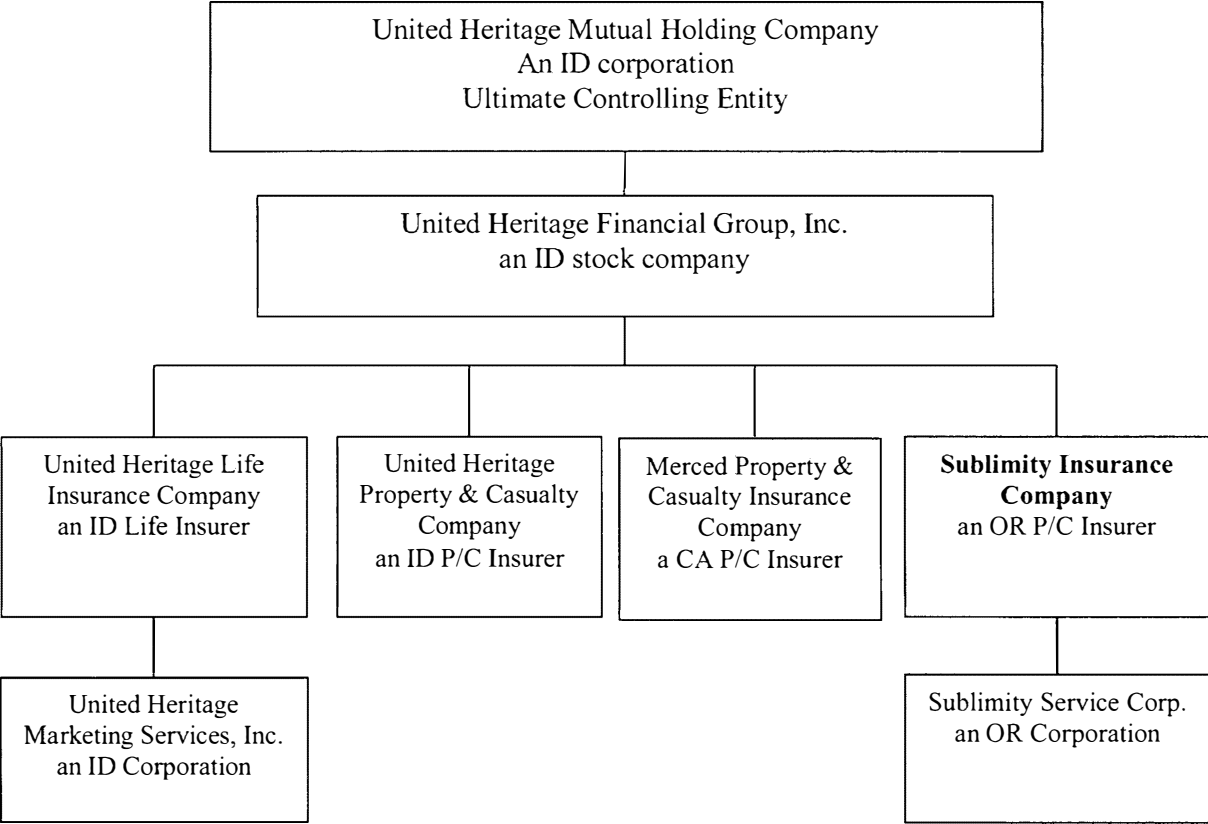 United Heritage Mutual Holding Company
An ID corporation
Ultimate Controlling Entity
United Heritage Financial Group, Inc.
an ID stock company
United Heritage Life
Insurance Company
an ID Life Insurer
United Heritage
Property & Casualty
Company
an ID P/C Insurer
Merced Property &
Casualty Insurance
Company
a CA P/C Insurer
Sublimity Insurance
Company
an OR P/C Insurer
United Heritage
Marketing Services, Inc.
an ID Corporation
Sublimity Service Corp.
an OR Corporation